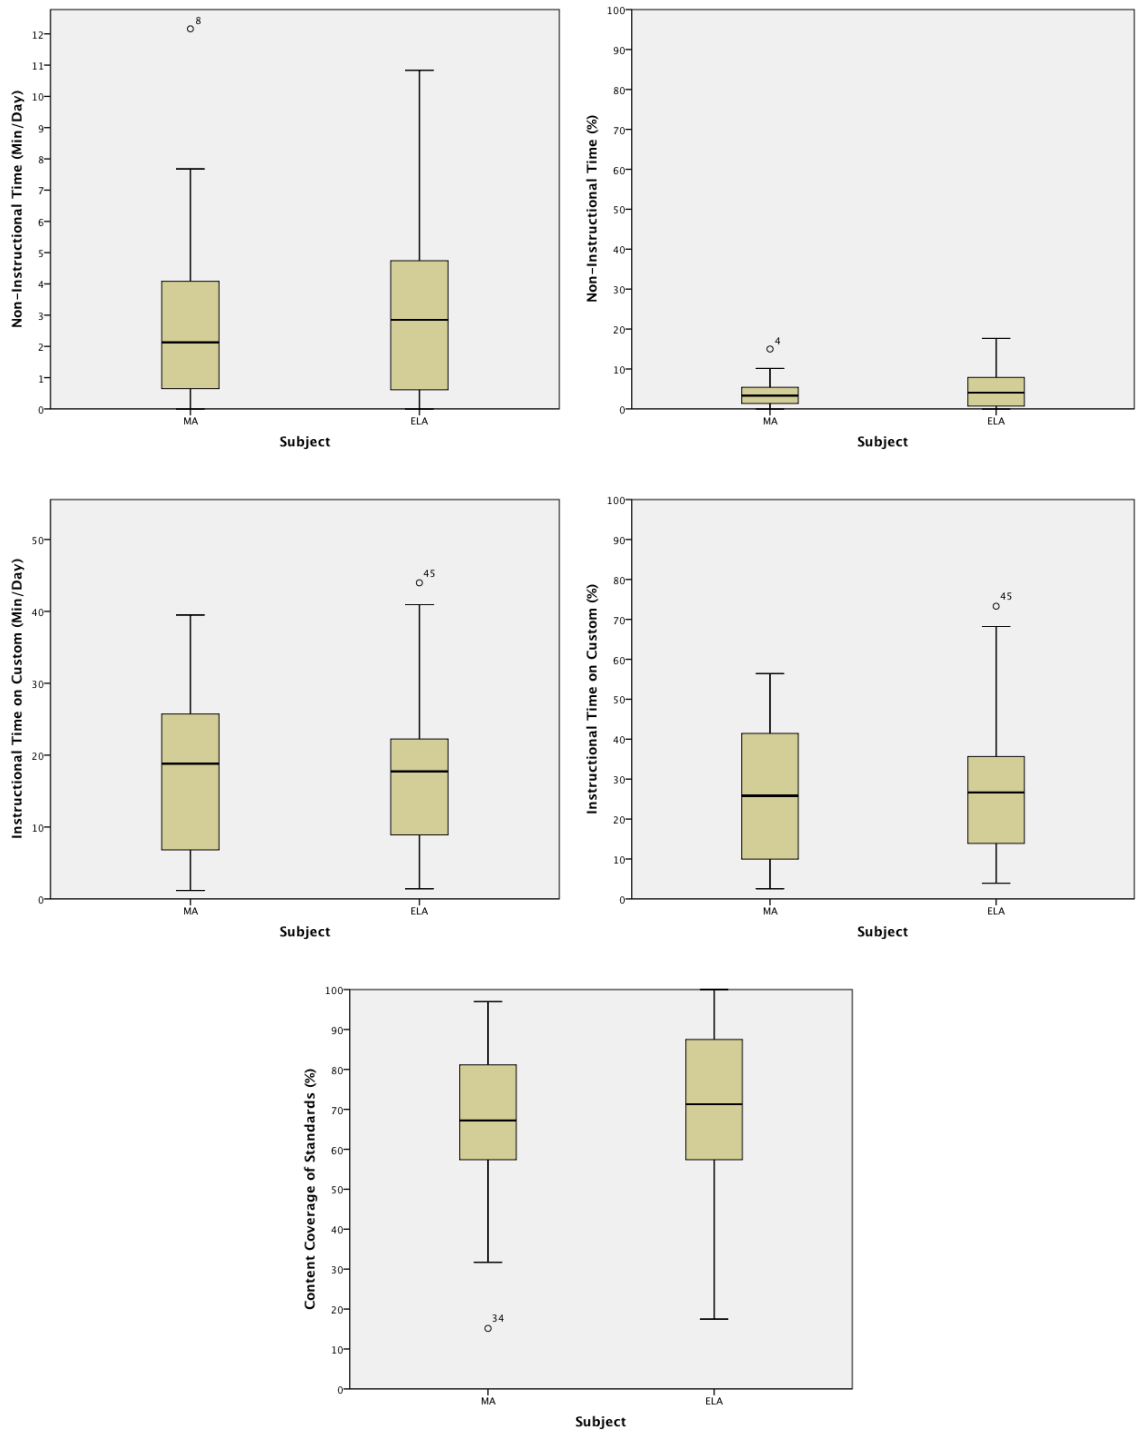 Non-Instructional Time (Min/Day)
12
11
10
9
8
7
6
5
4
3
2
1
0
8
MA
ELA
Subject
Non-Instructional Time (%)
100
90
80
70
60
50
40
30
20
10
0
4
MA
ELA
Subject
Instructional Time on Custom (Min/Day)
50
40
30
20
10
0
45
MA
ELA
Subject
Instructional Time on Custom (%)
100
90
80
70
60
50
40
30
20
10
0
45
MA
ELA
Subject
Content Coverage of Standards (%)
100
90
80
70
60
50
40
30
20
10
0
34
MA
ELA
Subject